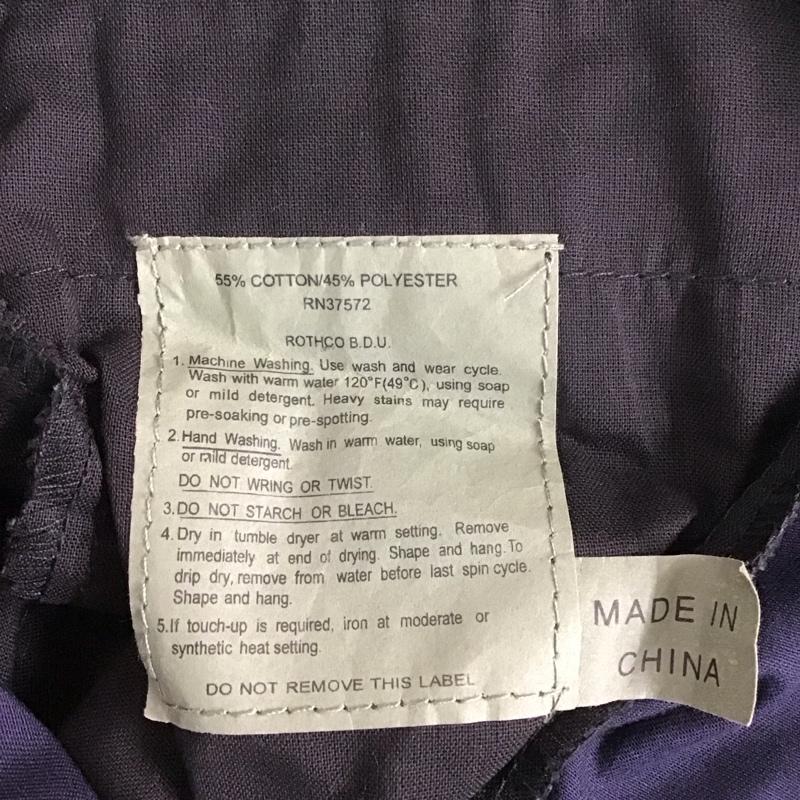 55% COTTON/45% POLYESTER
RN37572
ROTHCO B.D.U.
1. Machine Washing. Use wash and wear cycle.
Wash with warm water 120°F(49°C), using soap
or mild detergent. Heavy stains may require
pre-soaking or pre-spotting.
2. Hand Washing. Wash in warm water, using soap
or mild detergent.
DO NOT WRING OR TWIST.
3. DO NOT STARCH OR BLEACH.
4. Dry in tumble dryer at warm setting. Remove
immediately at end of drying. Shape and hang. To
drip dry, remove from water before last spin cycle.
Shape and hang.
5. If touch-up is required, iron at moderate or
synthetic heat setting.
DO NOT REMOVE THIS LABEL
MADE IN
CHINA